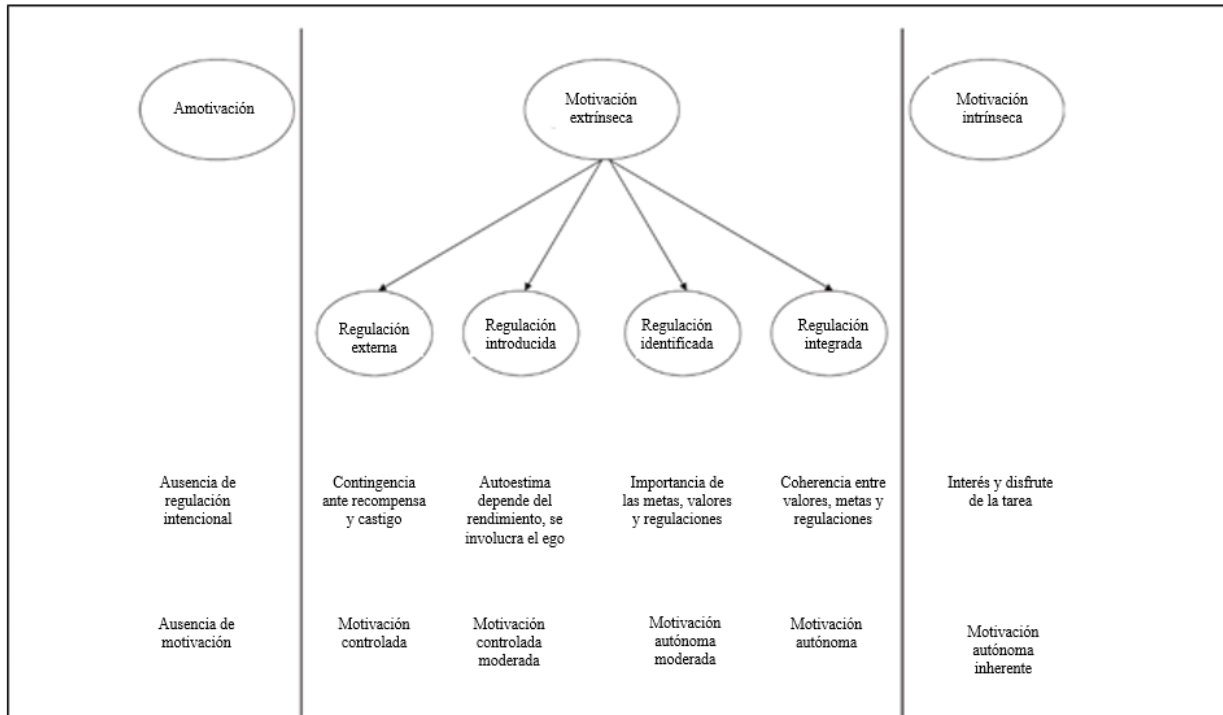 Amotivación
Motivación
extrínseca
Motivación
intrínseca
Regulación
externa
Regulación
introducida
Regulación
identificada
Regulación
integrada
Ausencia de
regulación
intencional
Contingencia
ante recompensa
y castigo
Autoestima
depende del
rendimiento, se
involucra el ego
Importancia de
las metas, valores
y regulaciones
Coherencia entre
valores, metas y
regulaciones
Interés y disfrute
de la tarea
Ausencia de
motivación
Motivación
controlada
Motivación
controlada
moderada
Motivación
autónoma
moderada
Motivación
autónoma
Motivación
autónoma
inherente